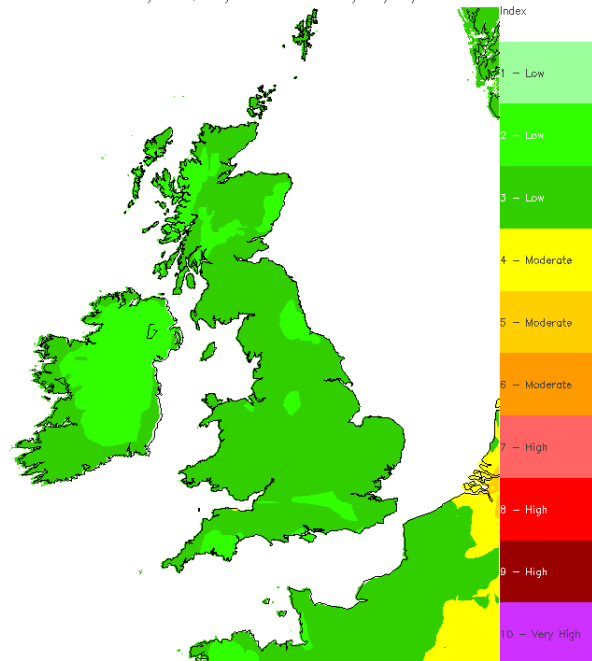 Index
1 - Low
2 - Low
3 - Low
4 - Moderate
5 - Moderate
6 - Moderate
7 - High
8 - High
9 - High
10 - Very High